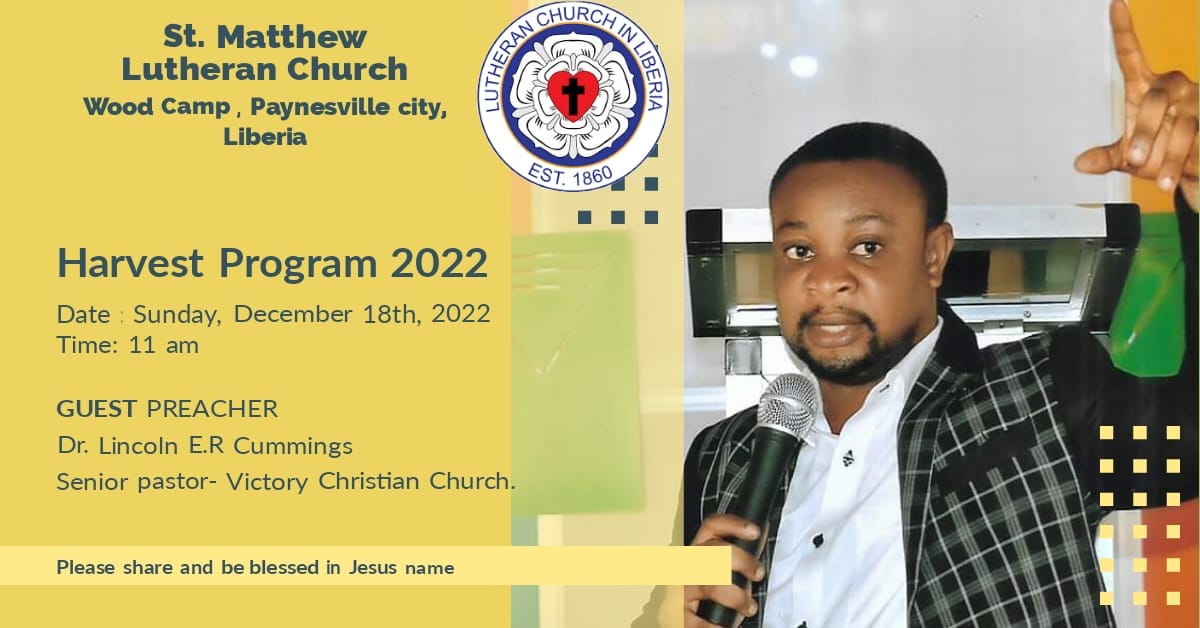 St. Matthew
Lutheran Church
Wood Camp , Paynesville city,
Liberia
LUTHERAN CHURCH IN LIBERIA
EST. 1860
Harvest Program 2022
Date : Sunday, December 18th, 2022
Time: 11 am
GUEST PREACHER
Dr. Lincoln E.R Cummings
Senior pastor- Victory Christian Church.
Please share and be blessed in Jesus name